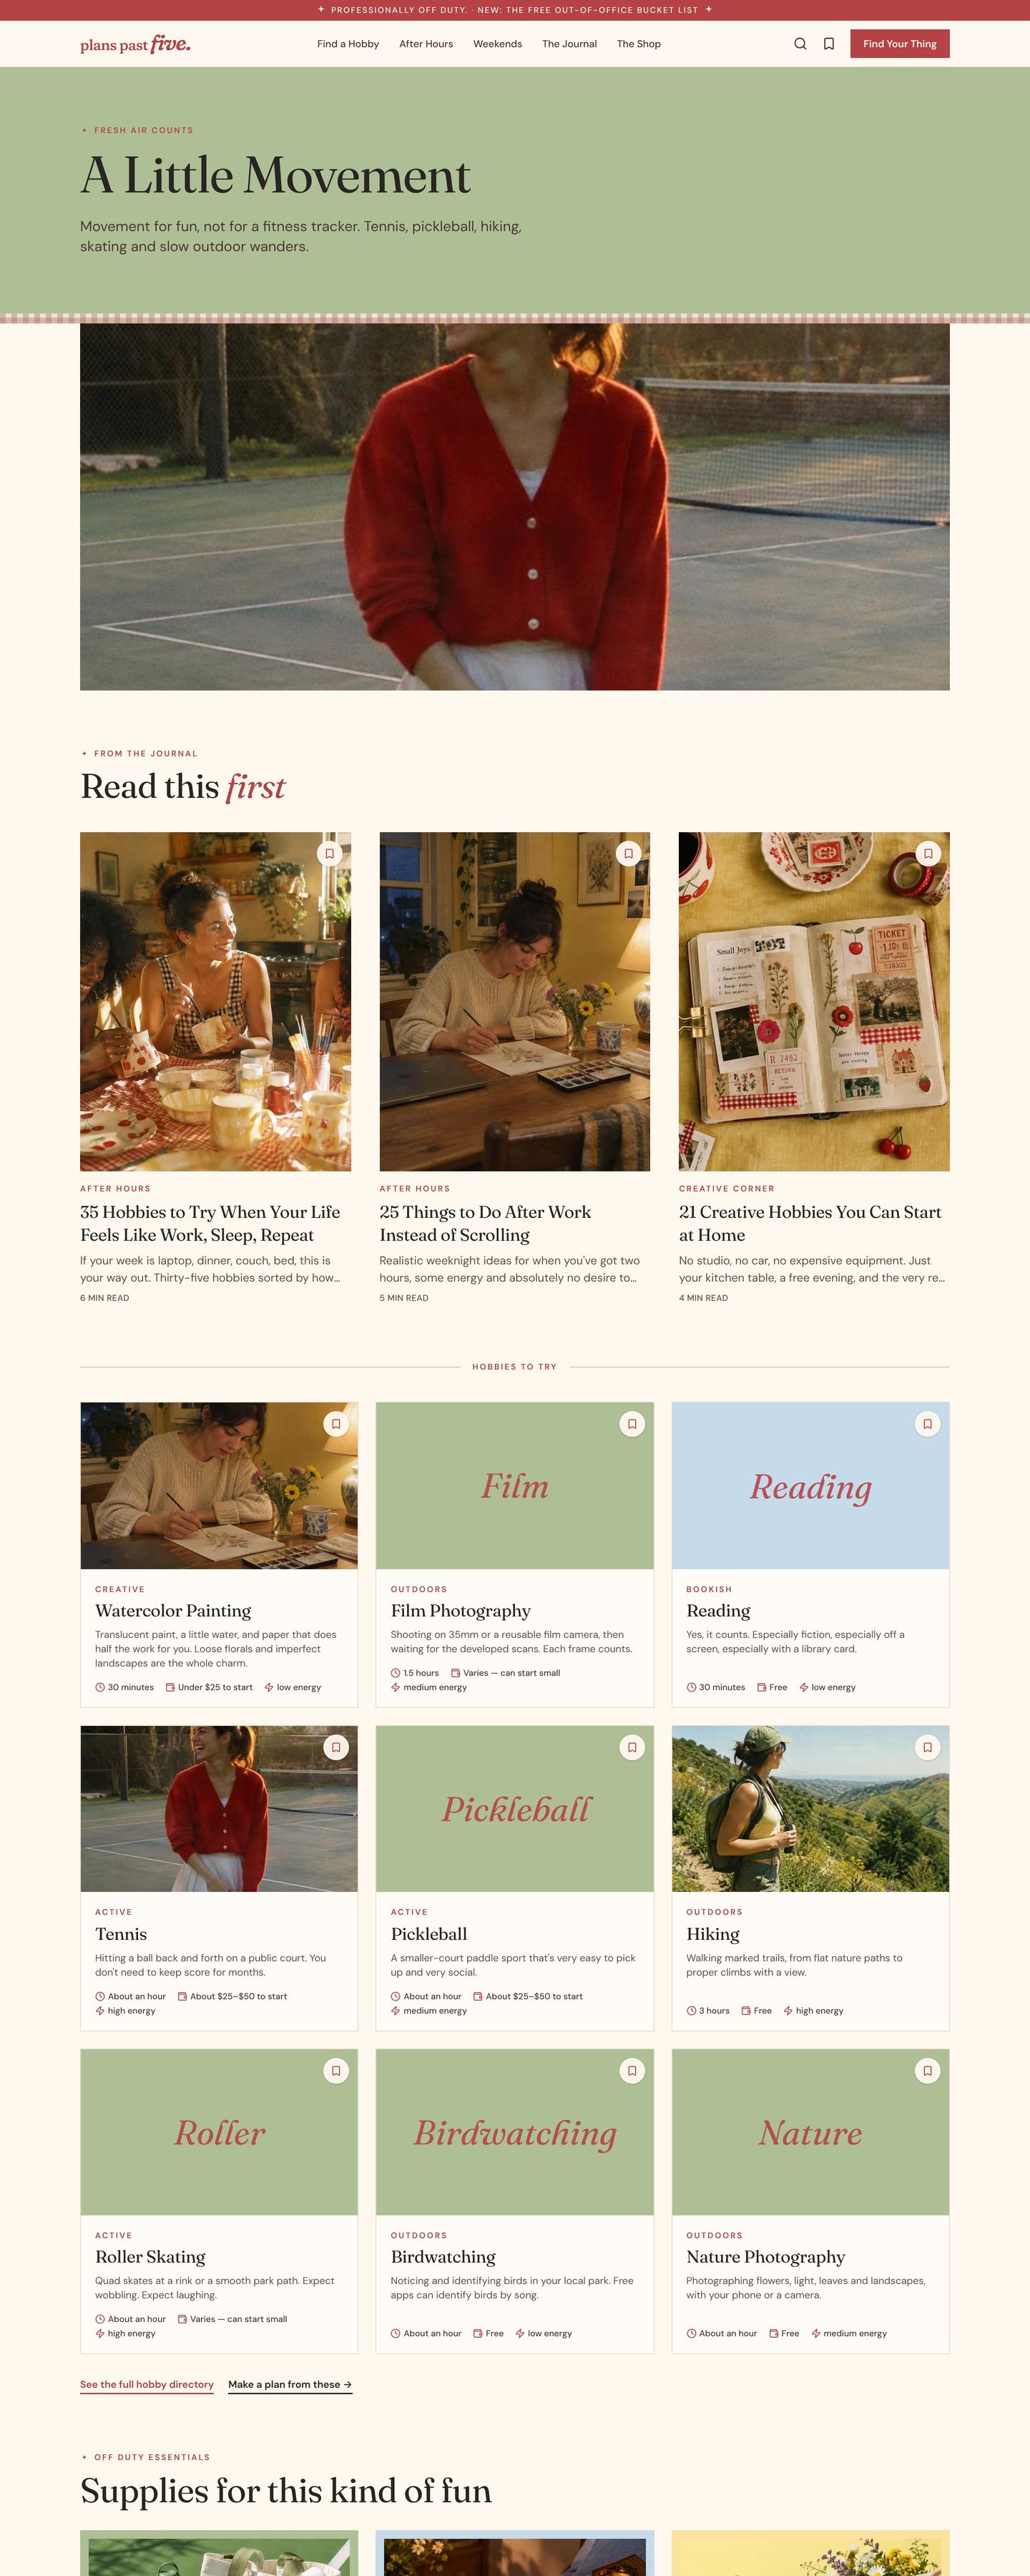 PROFESSIONALLY OFF DUTY. · NEW: THE FREE OUT-OF-OFFICE BUCKET LIST
plans past five.
Find a Hobby
After Hours
Weekends
The Journal
The Shop
Find Your Thing
FRESH AIR COUNTS
A Little Movement
Movement for fun, not for a fitness tracker. Tennis, pickleball, hiking,
skating and slow outdoor wanders.
FROM THE JOURNAL
Read this first
Small Joys
TICKET
R 7482
RETURN
AFTER HOURS
35 Hobbies to Try When Your Life
Feels Like Work, Sleep, Repeat
If your week is laptop, dinner, couch, bed, this is
your way out. Thirty-five hobbies sorted by how…
6 MIN READ
AFTER HOURS
25 Things to Do After Work
Instead of Scrolling
Realistic weeknight ideas for when you've got two
hours, some energy and absolutely no desire to…
5 MIN READ
CREATIVE CORNER
21 Creative Hobbies You Can Start
at Home
No studio, no car, no expensive equipment. Just
your kitchen table, a free evening, and the very re…
4 MIN READ
HOBBIES TO TRY
CREATIVE
Watercolor Painting
Translucent paint, a little water, and paper that does
half the work for you. Loose florals and imperfect
landscapes are the whole charm.
30 minutes
Under $25 to start
low energy
Film
OUTDOORS
Film Photography
Shooting on 35mm or a reusable film camera, then
waiting for the developed scans. Each frame counts.
1.5 hours
Varies — can start small
medium energy
Reading
BOOKISH
Reading
Yes, it counts. Especially fiction, especially off a
screen, especially with a library card.
30 minutes
Free
low energy
ACTIVE
Tennis
Hitting a ball back and forth on a public court. You
don't need to keep score for months.
About an hour
About $25–$50 to start
high energy
Pickleball
ACTIVE
Pickleball
A smaller-court paddle sport that's very easy to pick
up and very social.
About an hour
About $25–$50 to start
medium energy
OUTDOORS
Hiking
Walking marked trails, from flat nature paths to
proper climbs with a view.
3 hours
Free
high energy
Roller
ACTIVE
Roller Skating
Quad skates at a rink or a smooth park path. Expect
wobbling. Expect laughing.
About an hour
Varies — can start small
high energy
Birdwatching
OUTDOORS
Birdwatching
Noticing and identifying birds in your local park. Free
apps can identify birds by song.
About an hour
Free
low energy
Nature
OUTDOORS
Nature Photography
Photographing flowers, light, leaves and landscapes,
with your phone or a camera.
About an hour
Free
medium energy
See the full hobby directory
Make a plan from these →
OFF DUTY ESSENTIALS
Supplies for this kind of fun